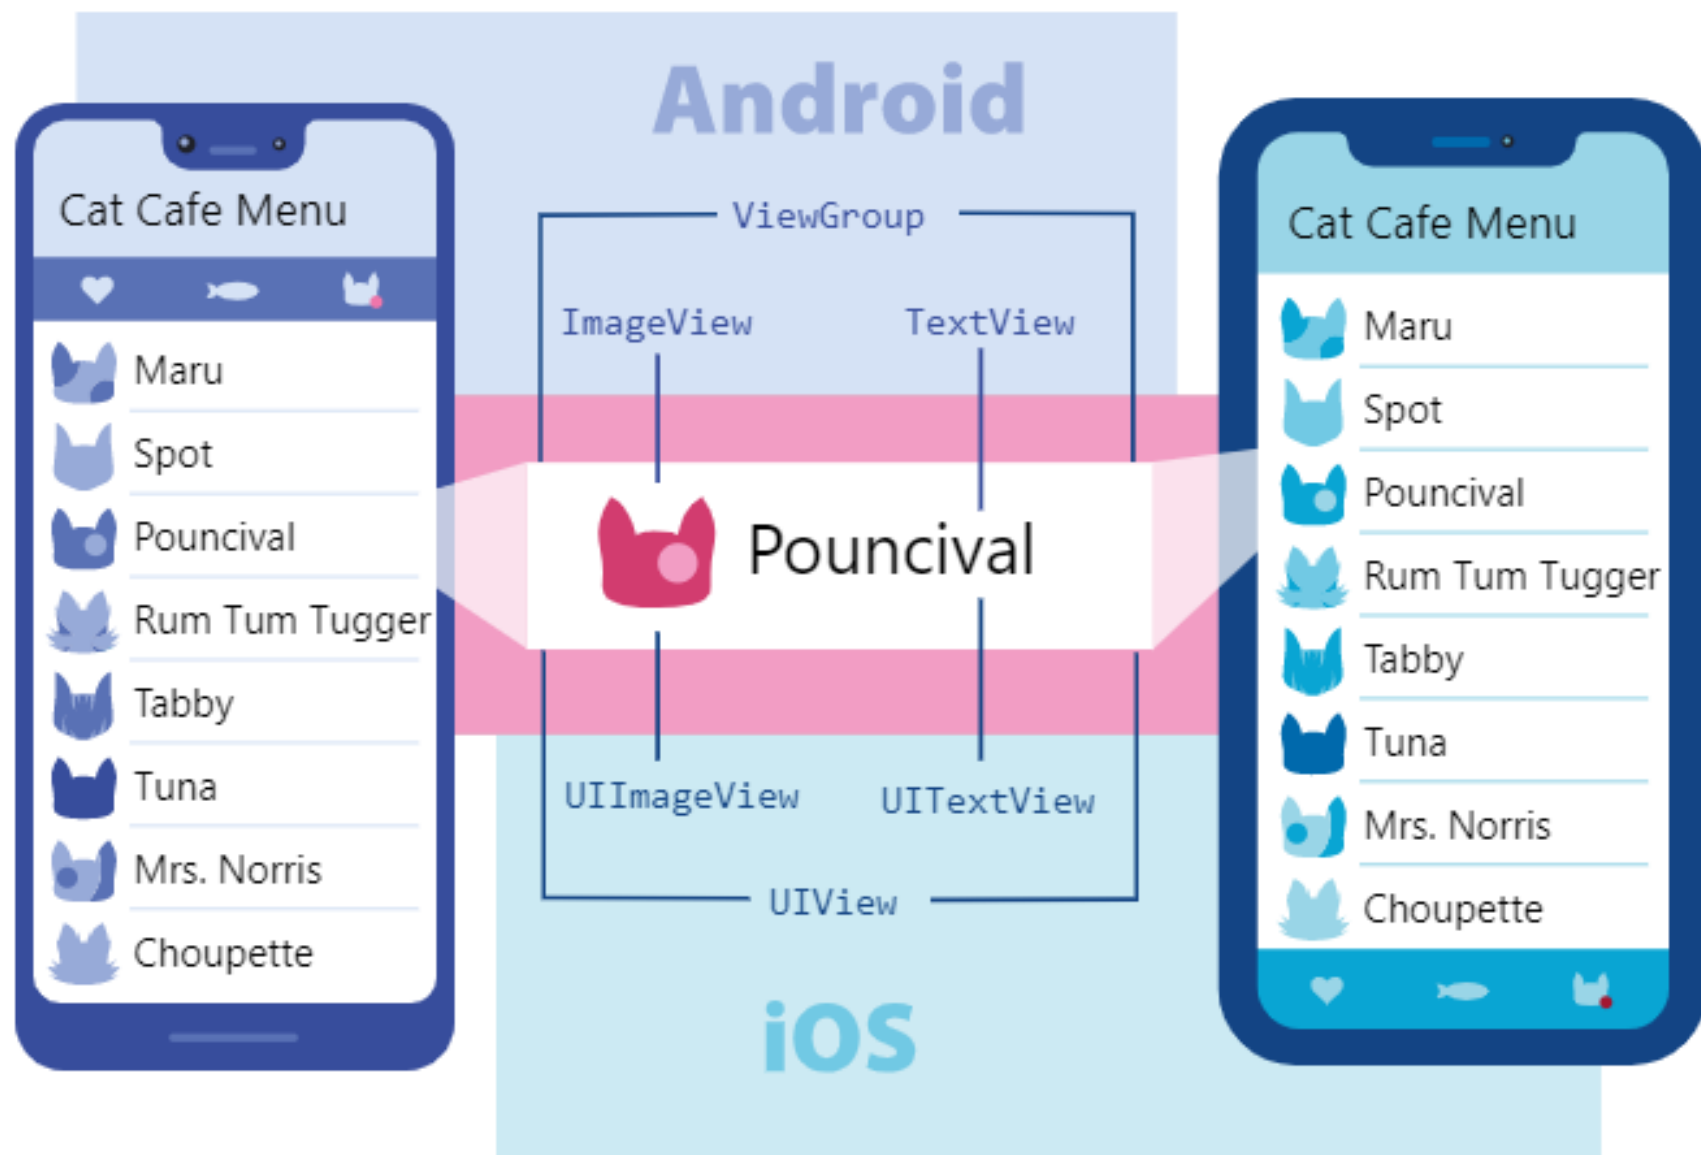 Android
Cat Cafe Menu
Maru
Spot
Pouncival
Rum Tum Tugger
Tabby
Tuna
Mrs. Norris
Choupette
ViewGroup
ImageView
TextView
Pouncival
UIImageView
UITextView
UIView
iOS
Cat Cafe Menu
Maru
Spot
Pouncival
Rum Tum Tugger
Tabby
Tuna
Mrs. Norris
Choupette